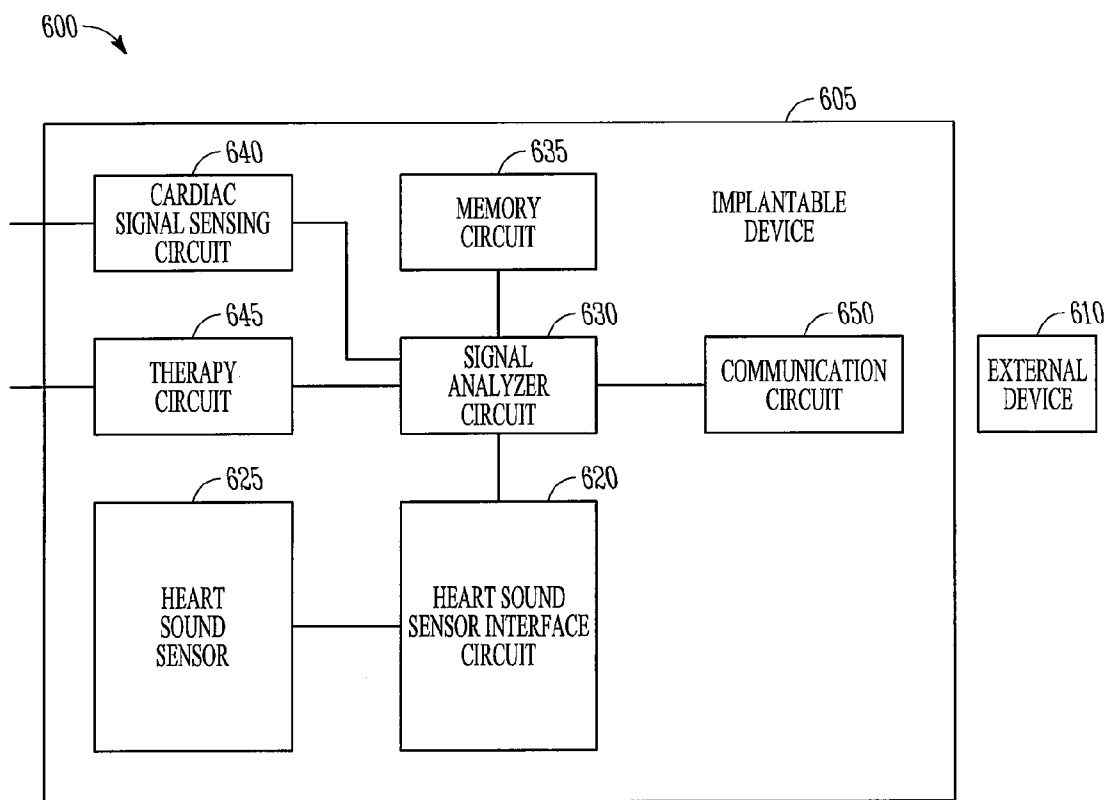 600
605
640
CARDIAC
SIGNAL SENSING
CIRCUIT
635
MEMORY
CIRCUIT
IMPLANTABLE
DEVICE
645
THERAPY
CIRCUIT
630
SIGNAL
ANALYZER
CIRCUIT
650
COMMUNICATION
CIRCUIT
610
EXTERNAL
DEVICE
625
HEART
SOUND
SENSOR
620
HEART SOUND
SENSOR INTERFACE
CIRCUIT